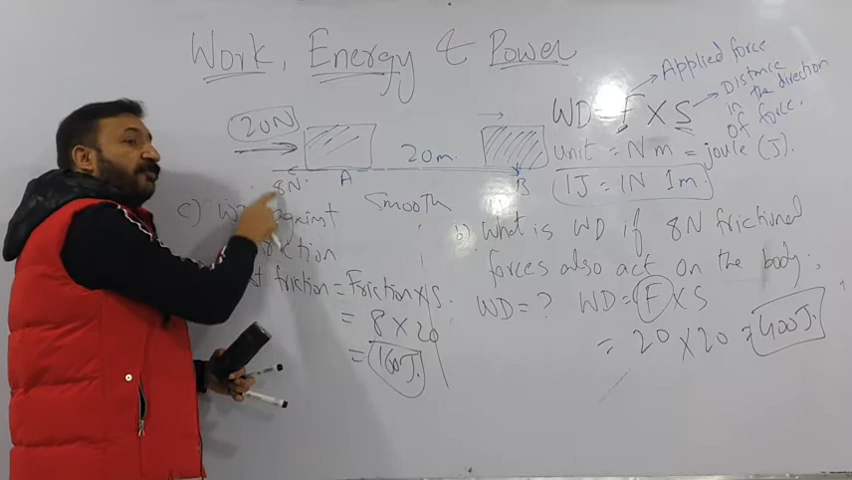 Work, Energy & Power
20N
20m
8N
A
B
Smooth
WD = F X S
Applied force
Distance
in the direction
of force.
unit = Nm = joule (J).
1J = 1N 1m.
b) What is WD if 8N frictional
forces also act on the body.
WD = ? WD = F X S
= 20 X 20 = 400J.
c) against
friction = Friction X S.
= 8 X 20
= 160J.